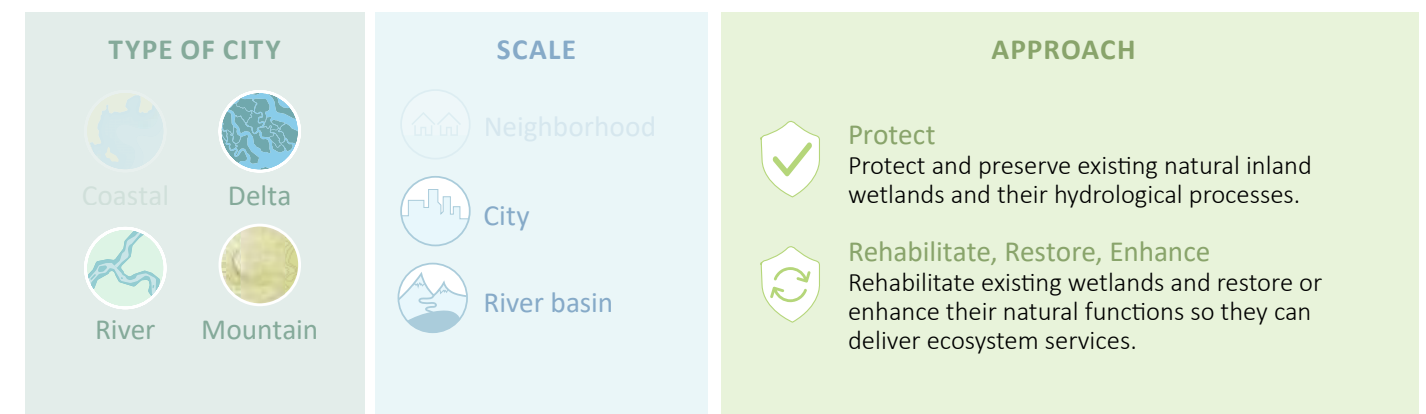 TYPE OF CITY
Coastal
Delta
River
Mountain
SCALE
Neighborhood
City
River basin
APPROACH
Protect
Protect and preserve existing natural inland
wetlands and their hydrological processes.
Rehabilitate, Restore, Enhance
Rehabilitate existing wetlands and restore or
enhance their natural functions so they can
deliver ecosystem services.